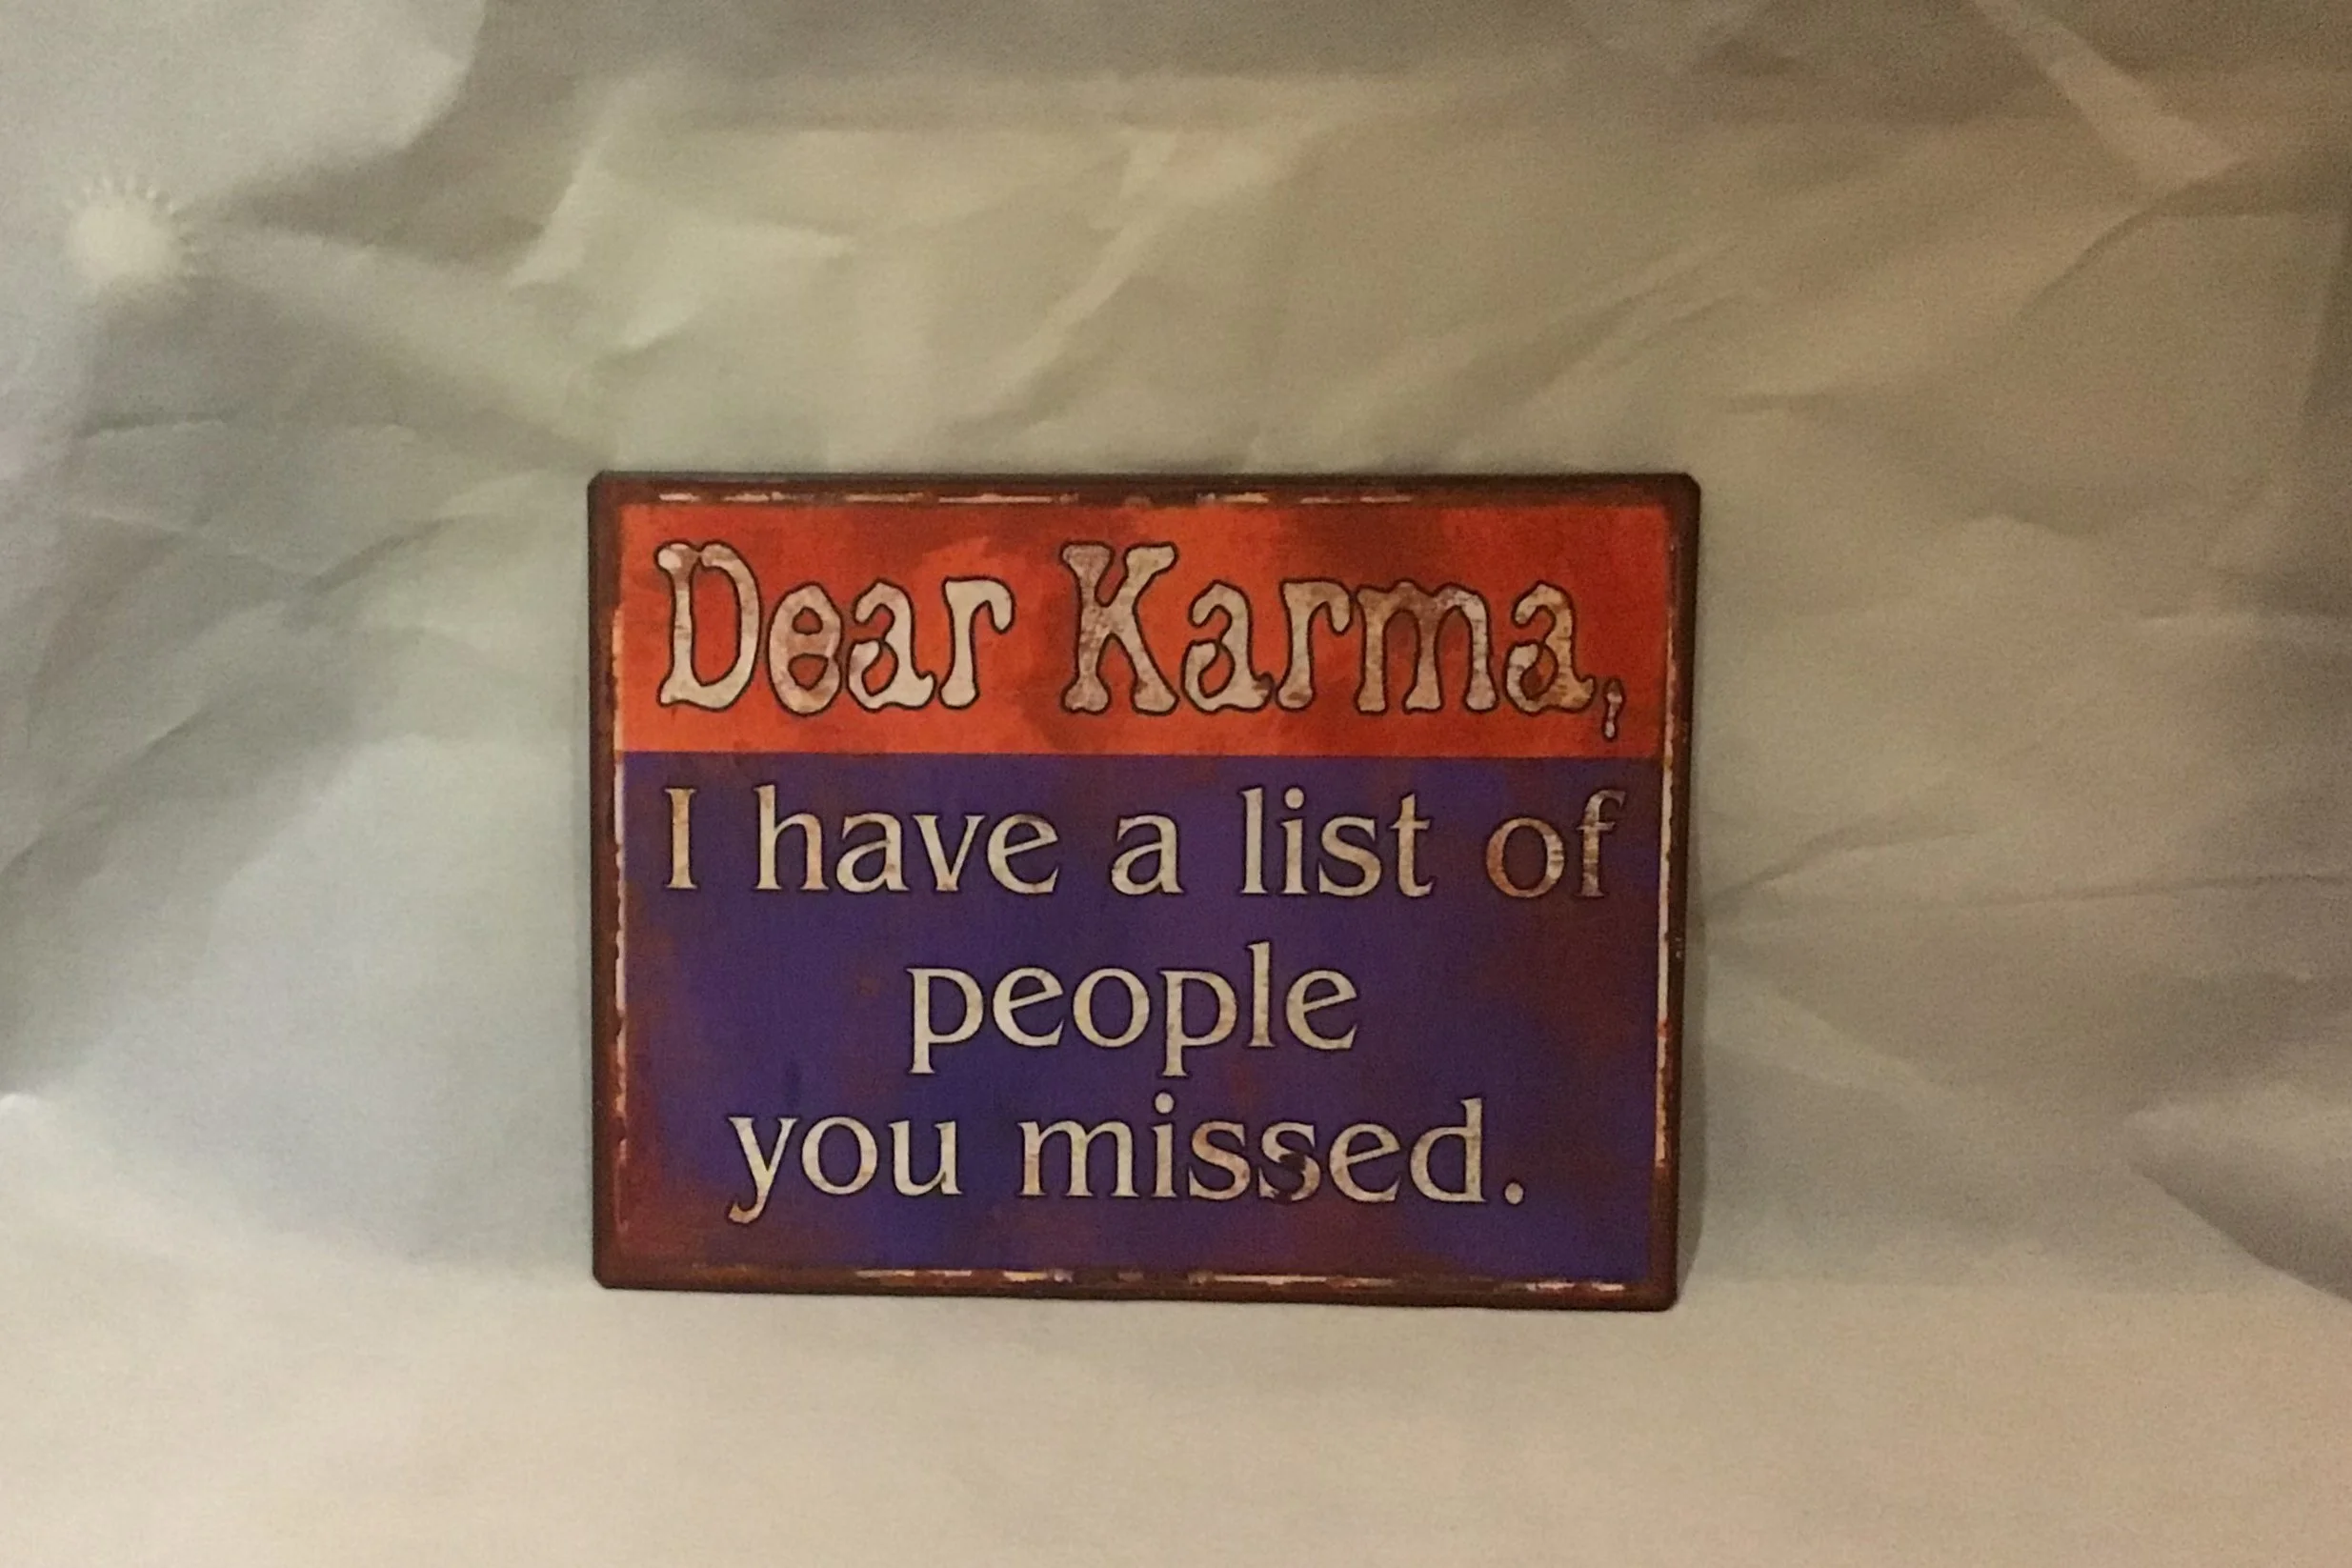 Dear Karma,
I have a list of
people
you missed.